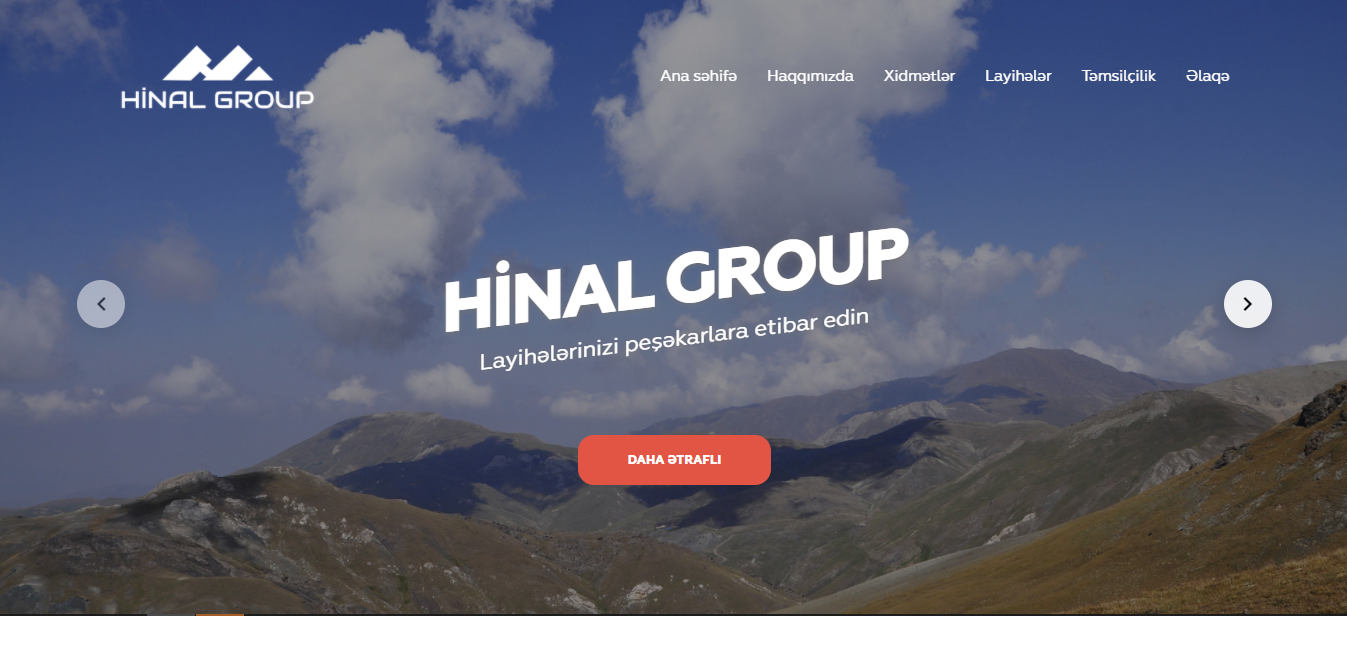 HİNAL GROUP
Ana səhifə Haqqımızda Xidmətlər Layihələr Təmsilçilik Əlaqə
HİNAL GROUP
Layihələrinizi peşəkarlara etibar edin
DAHA ƏTRAFLI